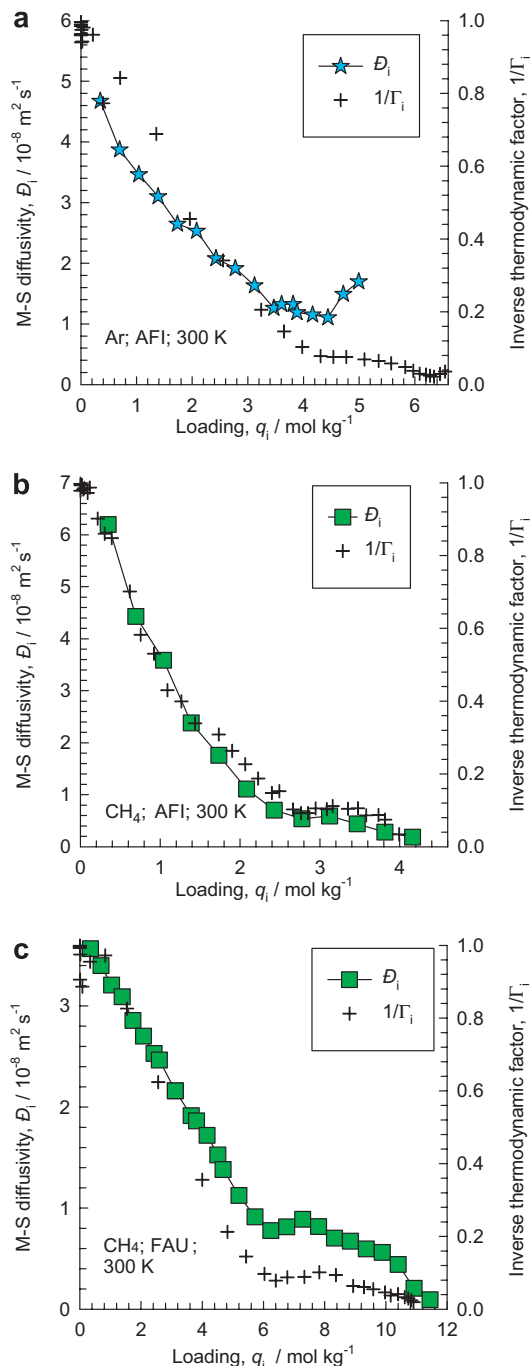 a
6
5
4
3
2
1
0
M-S diffusivity, Đi / 10-8 m2 s-1
Đi
1/Γi
Ar; AFI; 300 K
1.0
0.8
0.6
0.4
0.2
0.0
Inverse thermodynamic factor, 1/Γi
0 1 2 3 4 5 6
Loading, qi / mol kg-1
b
7
6
5
4
3
2
1
0
M-S diffusivity, Đi / 10-8 m2 s-1
Đi
1/Γi
CH4; AFI; 300 K
1.0
0.8
0.6
0.4
0.2
0.0
Inverse thermodynamic factor, 1/Γi
0 1 2 3 4
Loading, qi / mol kg-1
c
3
2
1
0
M-S diffusivity, Đi / 10-8 m2 s-1
Đi
1/Γi
CH4; FAU ;
300 K
1.0
0.8
0.6
0.4
0.2
0.0
Inverse thermodynamic factor, 1/Γi
0 2 4 6 8 10 12
Loading, qi / mol kg-1